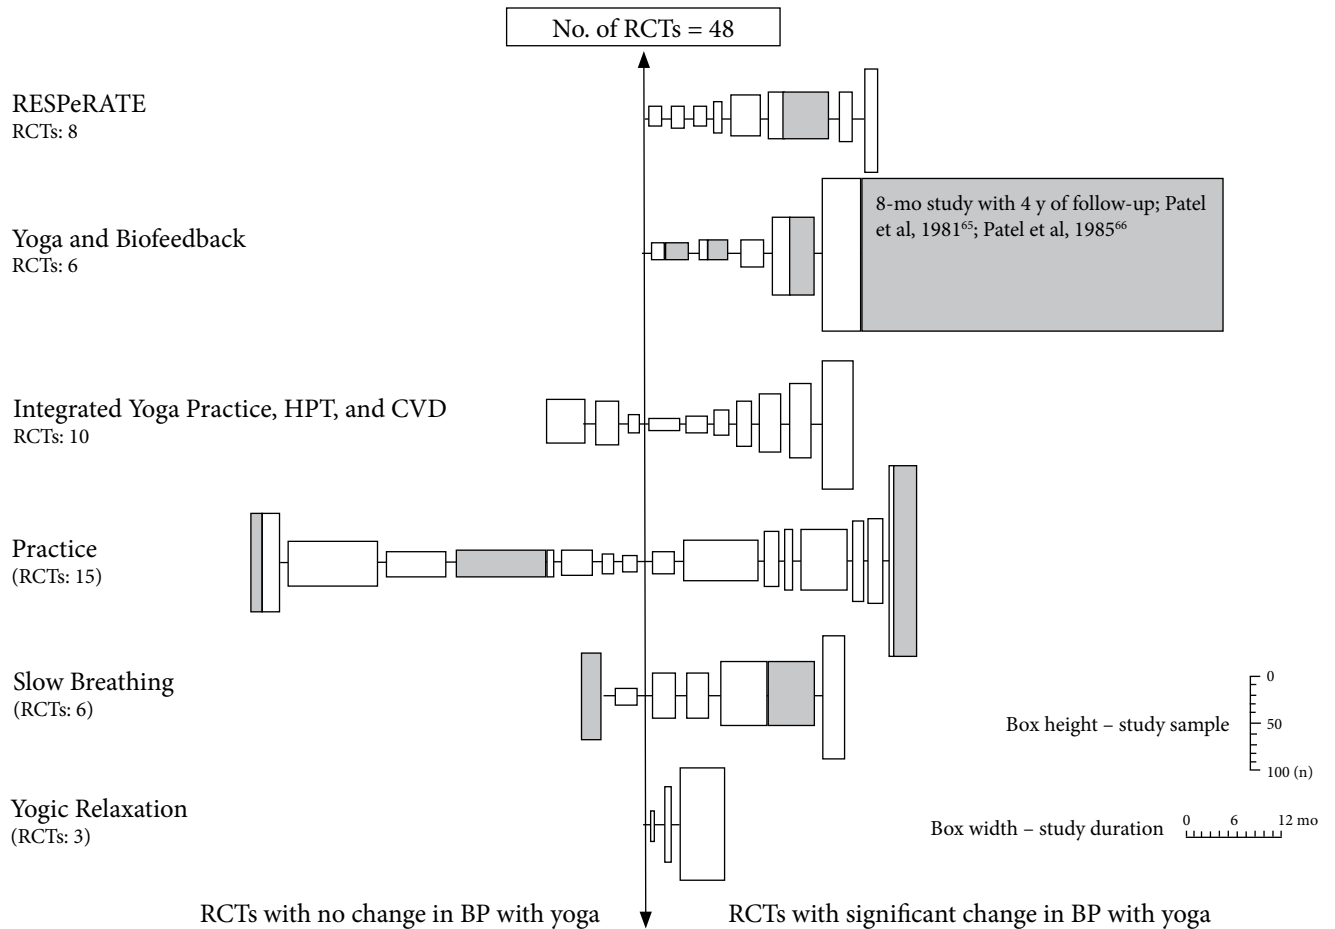 No. of RCTs = 48
RESPeRATE
RCTs: 8
8-mo study with 4 y of follow-up; Patel
et al, 1981⁶⁵; Patel et al, 1985⁶⁶
Yoga and Biofeedback
RCTs: 6
Integrated Yoga Practice, HPT, and CVD
RCTs: 10
Practice
(RCTs: 15)
Slow Breathing
(RCTs: 6)
0
Box height – study sample
50
100 (n)
Yogic Relaxation
(RCTs: 3)
0 6 12 mo
Box width – study duration
RCTs with no change in BP with yoga
RCTs with significant change in BP with yoga